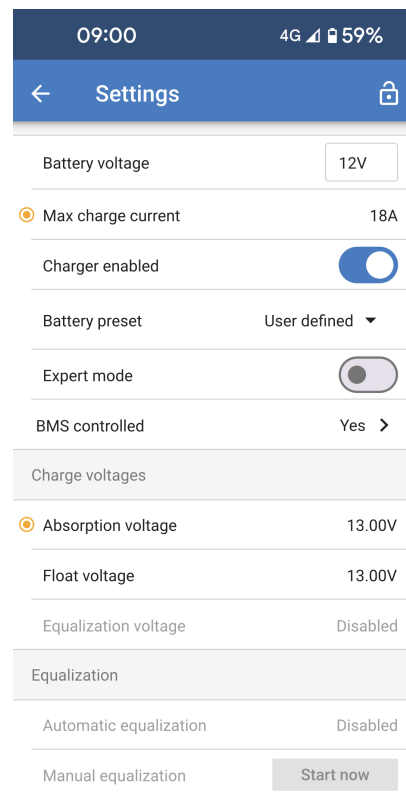 09:00 4G 59%
Settings
Battery voltage 12V
Max charge current 18A
Charger enabled
Battery preset User defined
Expert mode
BMS controlled Yes
Charge voltages
Absorption voltage 13.00V
Float voltage 13.00V
Equalization voltage Disabled
Equalization
Automatic equalization Disabled
Manual equalization Start now